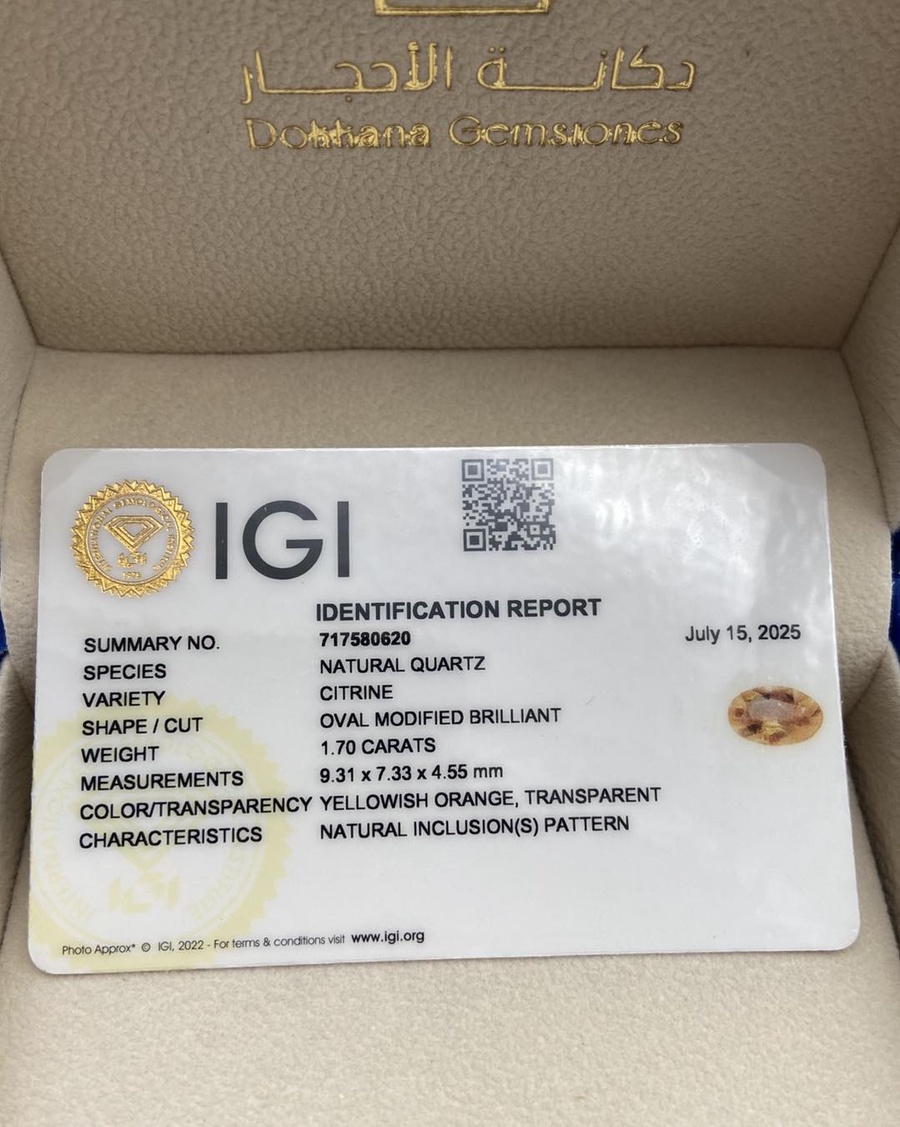 دكانة الأحجار
Dokhana Gemstones
IGI
IDENTIFICATION REPORT
SUMMARY NO. 717580620 July 15, 2025
SPECIES NATURAL QUARTZ
VARIETY CITRINE
SHAPE / CUT OVAL MODIFIED BRILLIANT
WEIGHT 1.70 CARATS
MEASUREMENTS 9.31 x 7.33 x 4.55 mm
COLOR/TRANSPARENCY YELLOWISH ORANGE, TRANSPARENT
CHARACTERISTICS NATURAL INCLUSION(S) PATTERN
Photo Approx* © IGI, 2022 - For terms & conditions visit www.igi.org